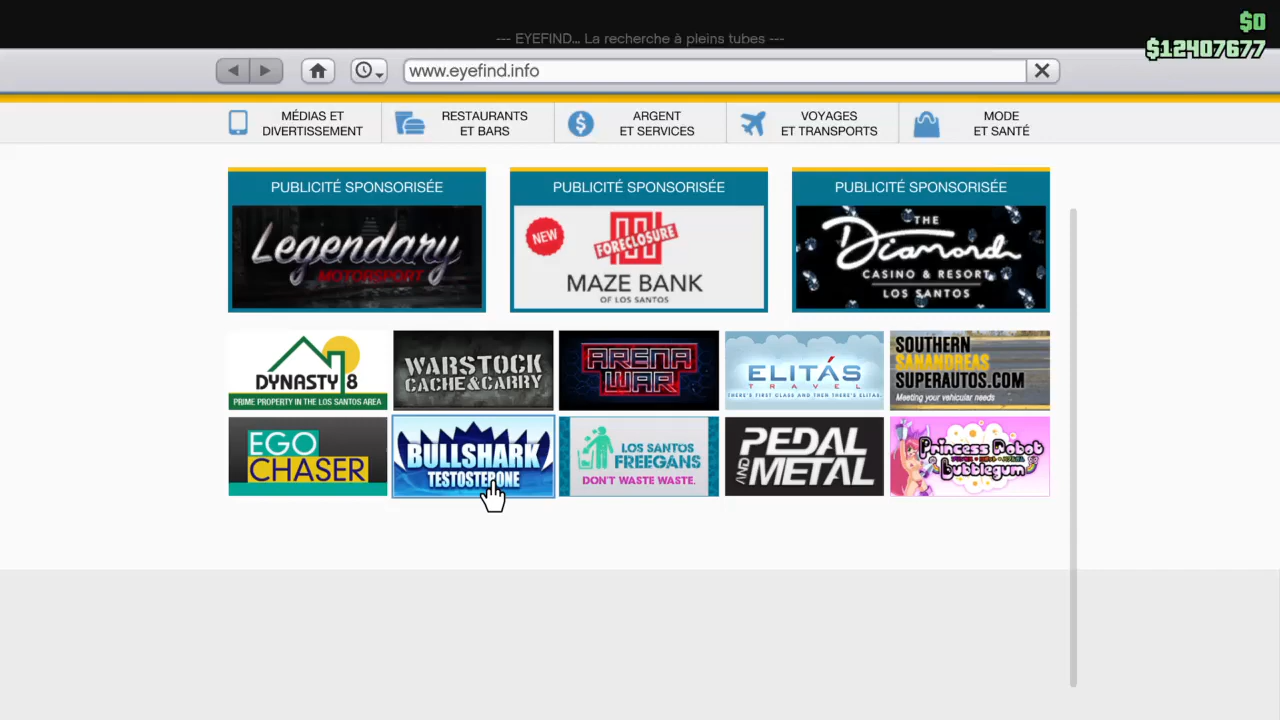 $0
$12407677
--- EYEFIND... La recherche à pleins tubes ---
www.eyefind.info
MÉDIAS ET
DIVERTISSEMENT
RESTAURANTS
ET BARS
ARGENT
ET SERVICES
VOYAGES
ET TRANSPORTS
MODE
ET SANTÉ
PUBLICITÉ SPONSORISÉE
Legendary
MOTORSPORT
PUBLICITÉ SPONSORISÉE
NEW
FORECLOSURE
MAZE BANK
OF LOS SANTOS
PUBLICITÉ SPONSORISÉE
THE
Diamond
CASINO & RESORT
LOS SANTOS
DYNASTY 8
PRIME PROPERTY IN THE LOS SANTOS AREA
WARSTOCK
CACHE & CARRY
ARENA
WAR
ELITÁS
TRAVEL
THERE'S FIRST CLASS AND THEN THERE'S ELITAS
SOUTHERN
SANANDREAS
SUPERAUTOS.COM
Meeting your vehicular needs
EGO
CHASER
BULLSHARK
TESTOSTERONE
LOS SANTOS
FREEGANS
DON'T WASTE WASTE.
PEDAL
AND METAL
Princess Robot
Bubblegum